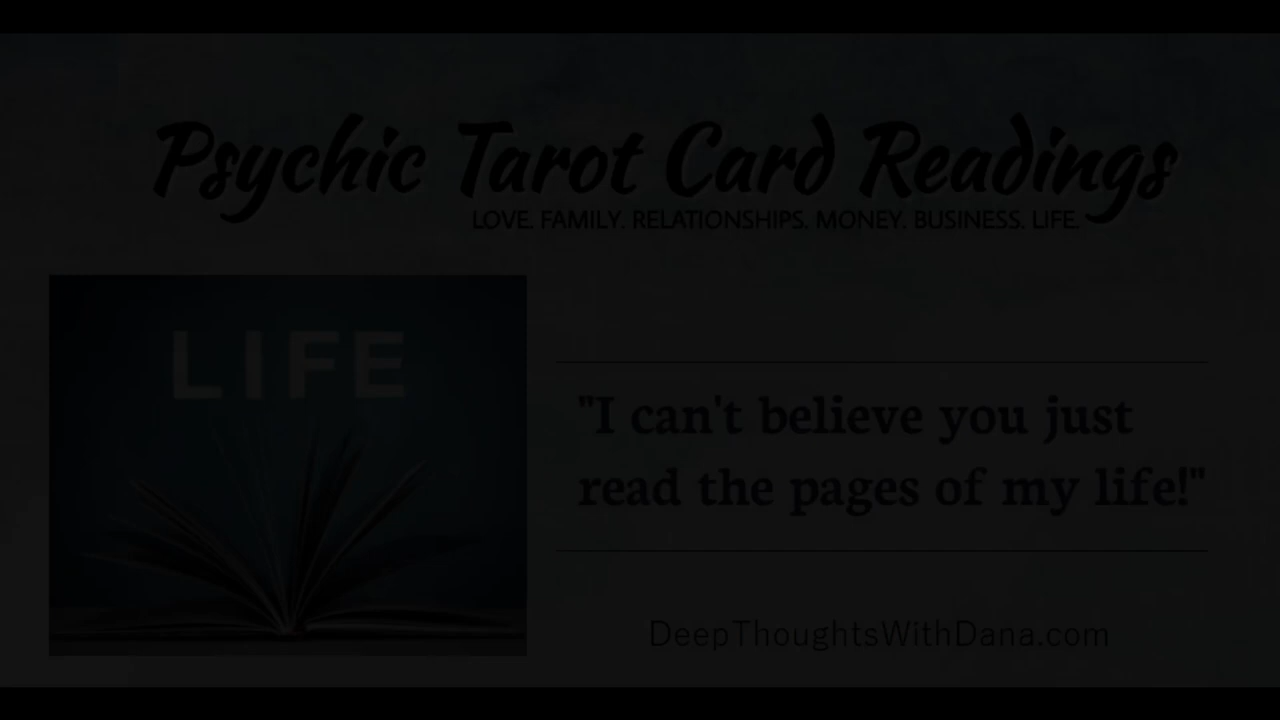 Psychic Tarot Card Readings
LOVE. FAMILY. RELATIONSHIPS. MONEY. BUSINESS. LIFE.
LIFE
"I can't believe you just
read the pages of my life!"
DeepThoughtsWithDana.com